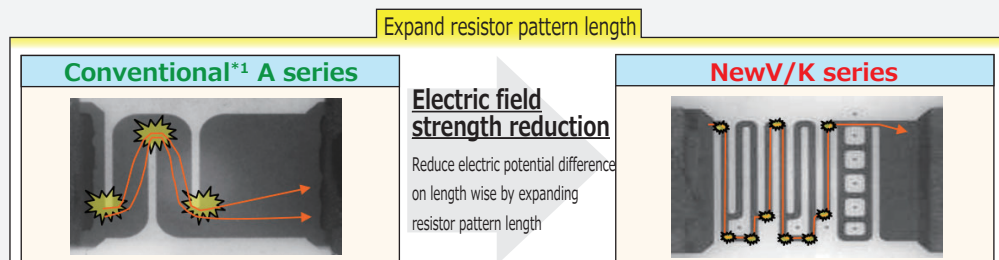 Expand resistor pattern length
Conventional*1 A series
Electric field
strength reduction
Reduce electric potential difference
on length wise by expanding
resistor pattern length
NewV/K series